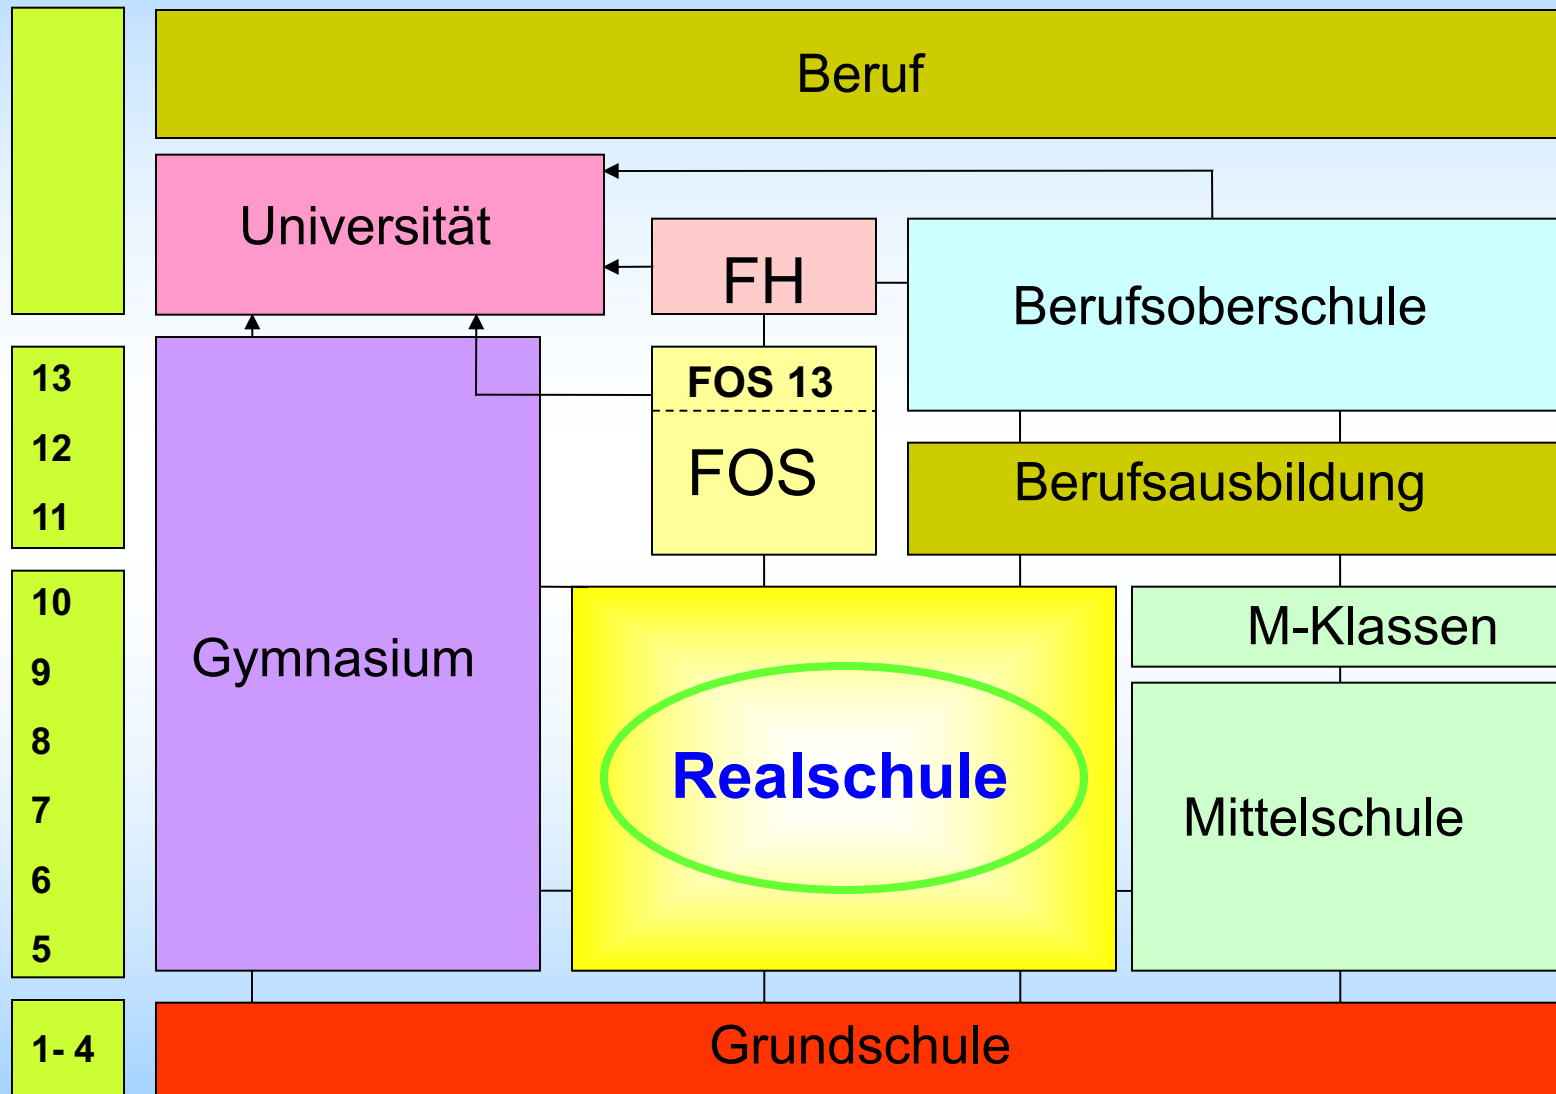 Beruf
Universität
FH
Berufsoberschule
13
FOS 13
12
FOS
Berufsausbildung
11
10
M-Klassen
Gymnasium
9
8
Realschule
7
Mittelschule
6
5
1- 4
Grundschule